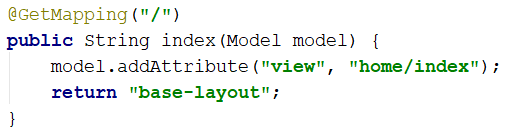 @GetMapping("/")
public String index(Model model) {
    model.addAttribute("view", "home/index");
    return "base-layout";
}